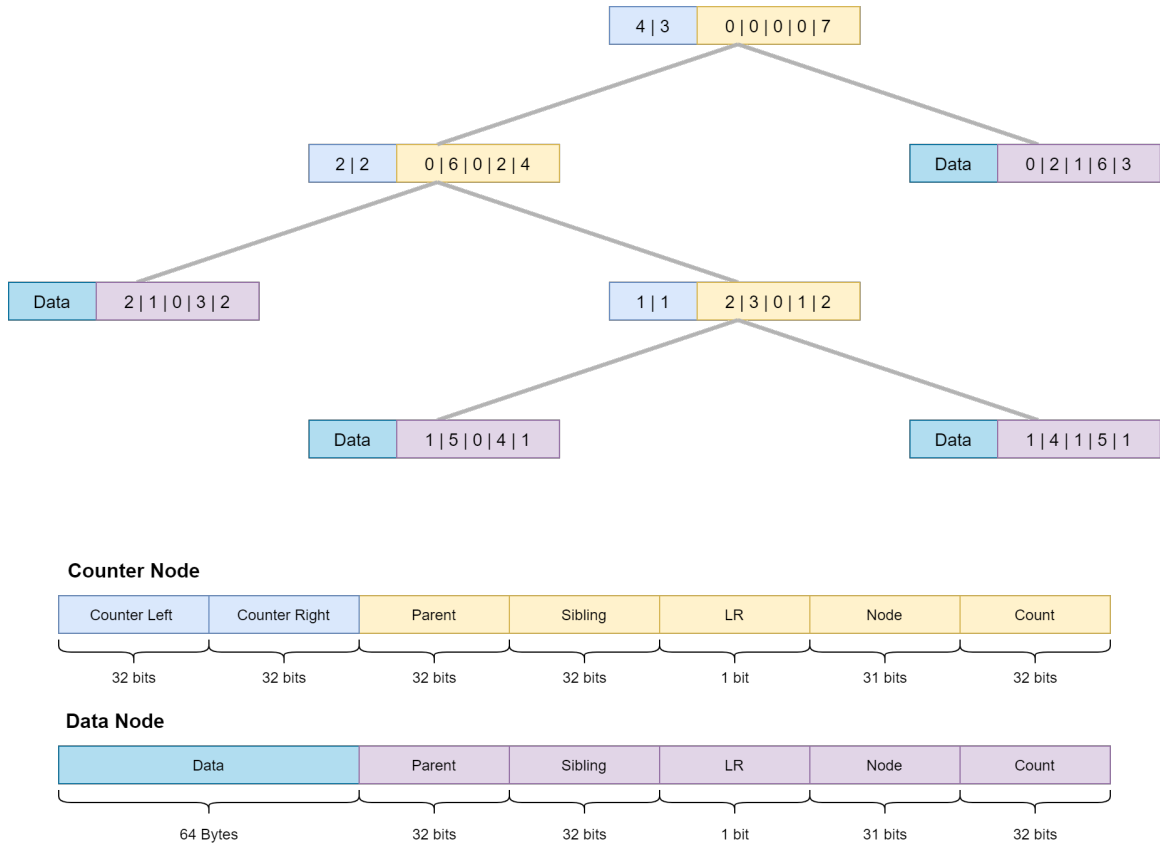 4 | 3 0 | 0 | 0 | 0 | 7
2 | 2 0 | 6 | 0 | 2 | 4 Data 0 | 2 | 1 | 6 | 3
Data 2 | 1 | 0 | 3 | 2 1 | 1 2 | 3 | 0 | 1 | 2
Data 1 | 5 | 0 | 4 | 1 Data 1 | 4 | 1 | 5 | 1
Counter Node
Counter Left Counter Right Parent Sibling LR Node Count
32 bits 32 bits 32 bits 32 bits 1 bit 31 bits 32 bits
Data Node
Data Parent Sibling LR Node Count
64 Bytes 32 bits 32 bits 1 bit 31 bits 32 bits